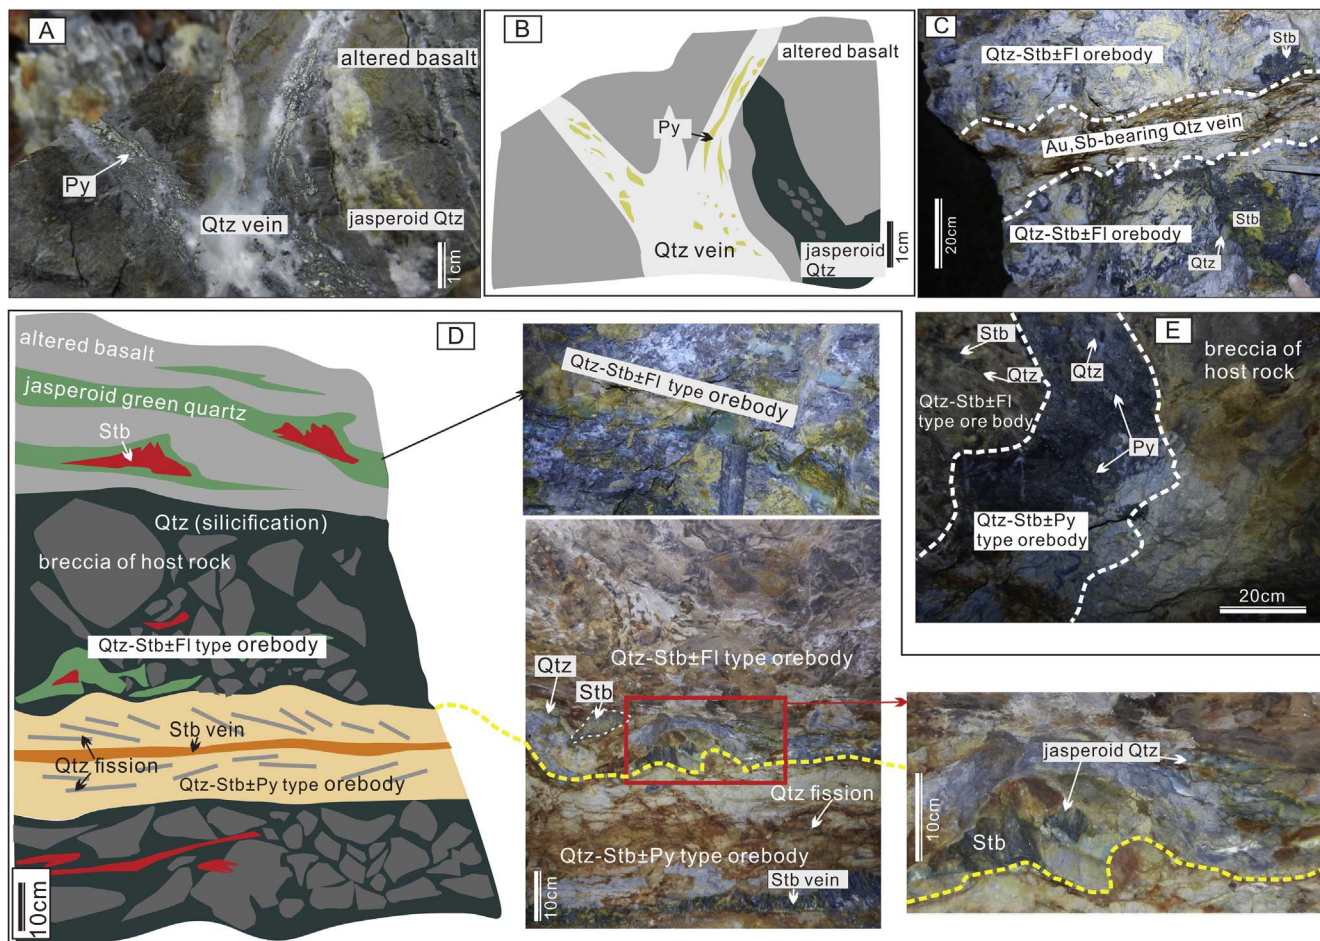 A
altered basalt
Py
Qtz vein
jasperoid Qtz
1cm
B
altered basalt
Py
Qtz vein
jasperoid
Qtz
1cm
C
Qtz-Stb±Fl orebody
Stb
Au,Sb-bearing Qtz vein
Stb
Qtz-Stb±Fl orebody
Qtz
20cm
D
altered basalt
jasperoid green quartz
Stb
Qtz (silicification)
breccia of host rock
Qtz-Stb±Fl type orebody
Stb vein
Qtz fission
Qtz-Stb±Py type orebody
10cm
Qtz-Stb±Fl type orebody
Qtz-Stb±Fl type orebody
Qtz
Stb
Qtz fission
Qtz-Stb±Py type orebody
Stb vein
10cm
E
Stb
breccia of
host rock
Qtz
Qtz
Qtz-Stb±Fl
type ore body
Py
Qtz-Stb±Py
type orebody
20cm
jasperoid Qtz
Stb
10cm